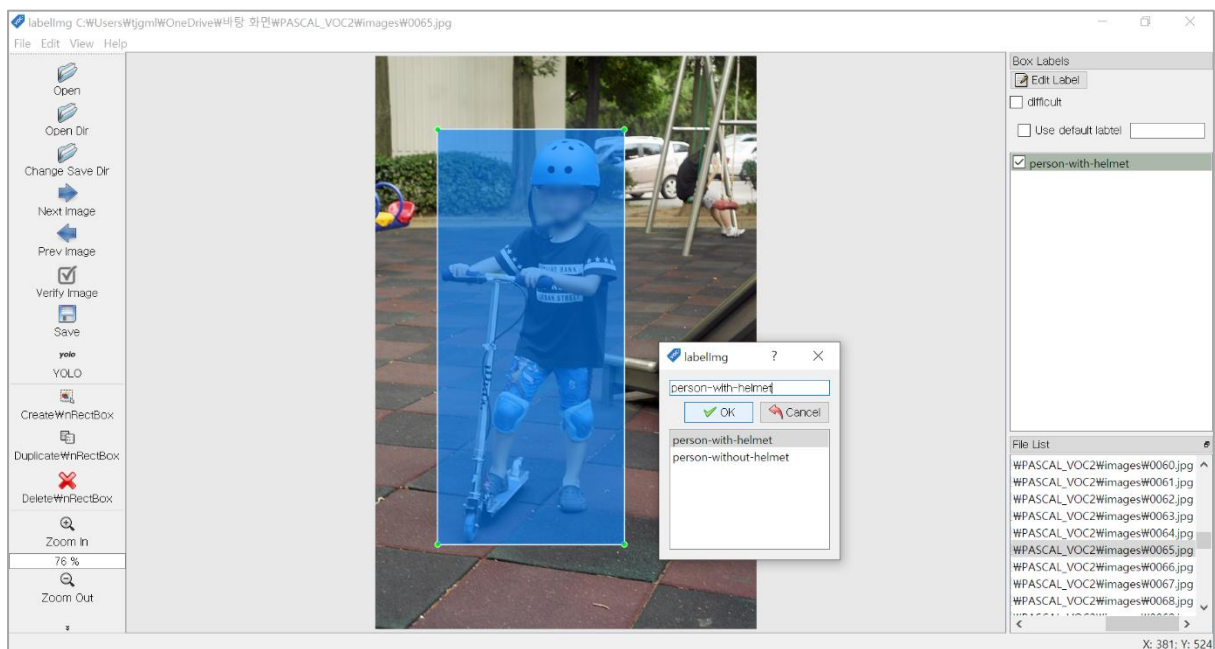 labelImg C:₩Users₩tjgml₩OneDrive₩바탕 화면₩PASCAL_VOC2₩images₩0065.jpg
File Edit View Help
Open
Open Dir
Change Save Dir
Next Image
Prev Image
Verify Image
Save
yolo
YOLO
Create₩nRectBox
Duplicate₩nRectBox
Delete₩nRectBox
Zoom In
76 %
Zoom Out
URBAN STREET
labelImg ?
person-with-helmet
OK Cancel
person-with-helmet
person-without-helmet
Box Labels
Edit Label
difficult
Use default labtel
person-with-helmet
File List
₩PASCAL_VOC2₩images₩0060.jpg
₩PASCAL_VOC2₩images₩0061.jpg
₩PASCAL_VOC2₩images₩0062.jpg
₩PASCAL_VOC2₩images₩0063.jpg
₩PASCAL_VOC2₩images₩0064.jpg
₩PASCAL_VOC2₩images₩0065.jpg
₩PASCAL_VOC2₩images₩0066.jpg
₩PASCAL_VOC2₩images₩0067.jpg
₩PASCAL_VOC2₩images₩0068.jpg
X: 381; Y: 524